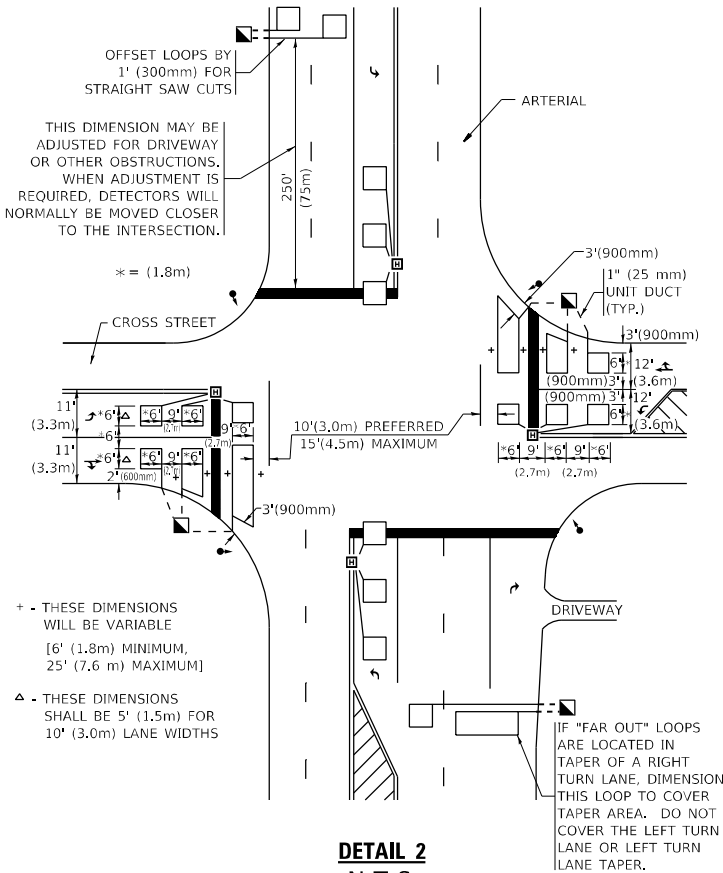 OFFSET LOOPS BY
1' (300mm) FOR
STRAIGHT SAW CUTS
THIS DIMENSION MAY BE
ADJUSTED FOR DRIVEWAY
OR OTHER OBSTRUCTIONS.
WHEN ADJUSTMENT IS
REQUIRED, DETECTORS WILL
NORMALLY BE MOVED CLOSER
TO THE INTERSECTION.
* = (1.8m)
250'
(75m)
ARTERIAL
H
CROSS STREET
3'(900mm)
1" (25 mm)
UNIT DUCT
(TYP.)
+ + + +
3'(900mm)
6'*
12'
(3.6m)
(900mm)3'
(900mm)3'
6'*
12'
(3.6m)
H
*6' 9' *6' *6'
(2.7m) (2.7m)
H
11'
(3.3m)
*6' Δ
*6' 9' *6'
(2.7m)
9' *6'
(2.7m)
*6'
11'
(3.3m)
*6' Δ
*6' 9' *6'
2' (600mm)
+ + + +
3'(900mm)
10'(3.0m) PREFERRED
15'(4.5m) MAXIMUM
H
DRIVEWAY
+ - THESE DIMENSIONS
WILL BE VARIABLE
[6' (1.8m) MINIMUM,
25' (7.6 m) MAXIMUM]
Δ - THESE DIMENSIONS
SHALL BE 5' (1.5m) FOR
10' (3.0m) LANE WIDTHS
IF "FAR OUT" LOOPS
ARE LOCATED IN
TAPER OF A RIGHT
TURN LANE, DIMENSION
THIS LOOP TO COVER
TAPER AREA. DO NOT
COVER THE LEFT TURN
LANE OR LEFT TURN
LANE TAPER.
DETAIL 2